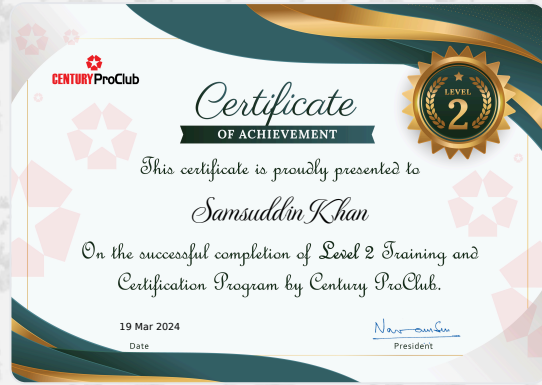 CENTURY ProClub
Certificate
OF ACHIEVEMENT
LEVEL
2
This certificate is proudly presented to
Samsuddin Khan
On the successful completion of Level 2 Training and
Certification Program by Century ProClub.
19 Mar 2024
Date
President